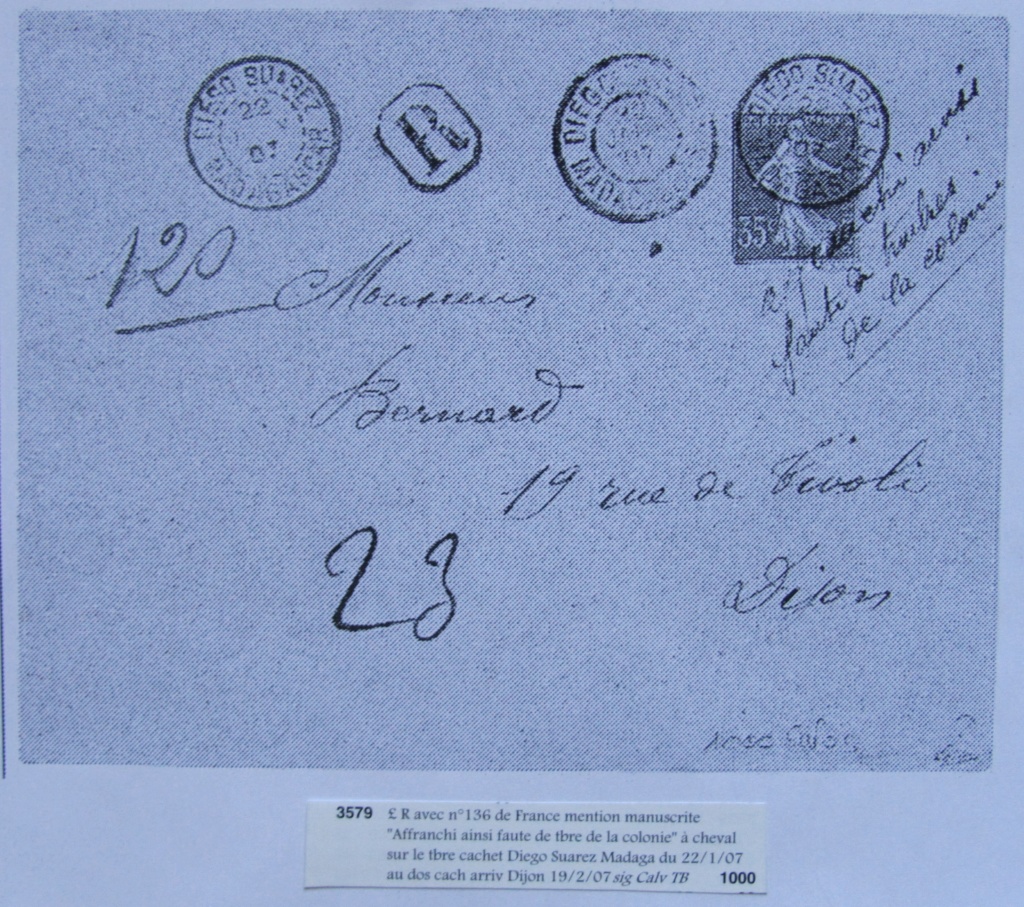 DIEGO SUAREZ
22
07
MADAGASCAR
R
DIEGO
MADAGASCAR
DIEGO SUAREZ
35
affranchi ainsi
faute de timbres
de la colonie
120
Monsieur
Bernard
19 rue de Tivoli
23
Dijon
3579 £ R avec n°136 de France mention manuscrite
"Affranchi ainsi faute de tbre de la colonie" à cheval
sur le tbre cachet Diego Suarez Madaga du 22/1/07
au dos cach arriv Dijon 19/2/07 sig Calv TB 1000